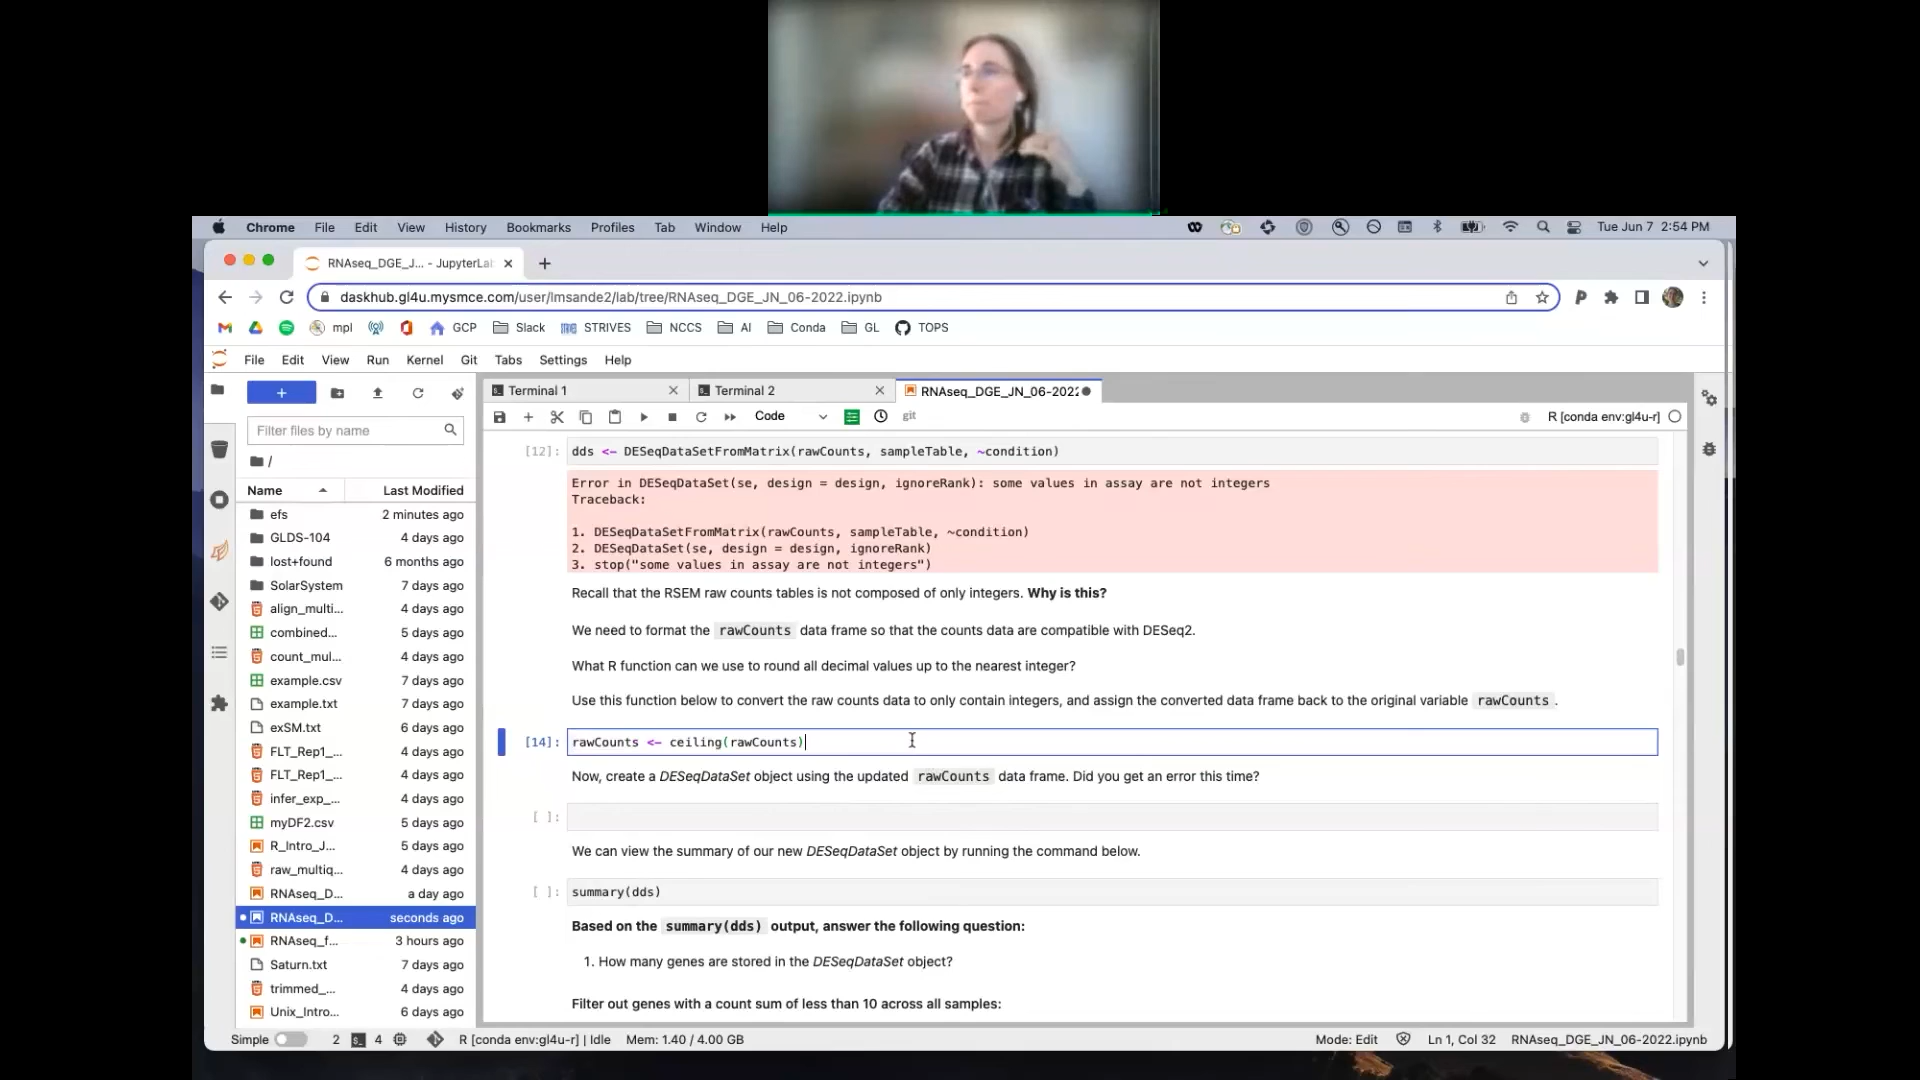 Chrome File Edit View History Bookmarks Profiles Tab Window Help Tue Jun 7 2:54 PM
RNAseq_DGE_J... - JupyterLa
daskhub.gl4u.mysmce.com/user/lmsande2/lab/tree/RNAseq_DGE_JN_06-2022.ipynb
mpl GCP Slack STRIVES NCCS AI Conda GL TOPS
File Edit View Run Kernel Git Tabs Settings Help
Terminal 1 Terminal 2 RNAseq_DGE_JN_06-2022
Code git R [conda env:gl4u-r]
Filter files by name
/
Name Last Modified
efs 2 minutes ago
GLDS-104 4 days ago
lost+found 6 months ago
SolarSystem 7 days ago
align_multi... 4 days ago
combined... 5 days ago
count_mul... 4 days ago
example.csv 7 days ago
example.txt 7 days ago
exSM.txt 6 days ago
FLT_Rep1_... 4 days ago
FLT_Rep1_... 4 days ago
infer_exp_... 4 days ago
myDF2.csv 5 days ago
R_Intro_J... 5 days ago
raw_multiq... 4 days ago
RNAseq_D... a day ago
RNAseq_D... seconds ago
RNAseq_f... 3 hours ago
Saturn.txt 7 days ago
trimmed_... 4 days ago
Unix_Intro... 6 days ago
[12]: dds <- DESeqDataSetFromMatrix(rawCounts, sampleTable, ~condition)
Error in DESeqDataSet(se, design = design, ignoreRank): some values in assay are not integers
Traceback:
1. DESeqDataSetFromMatrix(rawCounts, sampleTable, ~condition)
2. DESeqDataSet(se, design = design, ignoreRank)
3. stop("some values in assay are not integers")
Recall that the RSEM raw counts tables is not composed of only integers. Why is this?
We need to format the rawCounts data frame so that the counts data are compatible with DESeq2.
What R function can we use to round all decimal values up to the nearest integer?
Use this function below to convert the raw counts data to only contain integers, and assign the converted data frame back to the original variable rawCounts .
[14]: rawCounts <- ceiling(rawCounts)
Now, create a DESeqDataSet object using the updated rawCounts data frame. Did you get an error this time?
[ ]:
We can view the summary of our new DESeqDataSet object by running the command below.
[ ]: summary(dds)
Based on the summary(dds) output, answer the following question:
1. How many genes are stored in the DESeqDataSet object?
Filter out genes with a count sum of less than 10 across all samples:
Simple 2 4 R [conda env:gl4u-r] | Idle Mem: 1.40 / 4.00 GB Mode: Edit Ln 1, Col 32 RNAseq_DGE_JN_06-2022.ipynb